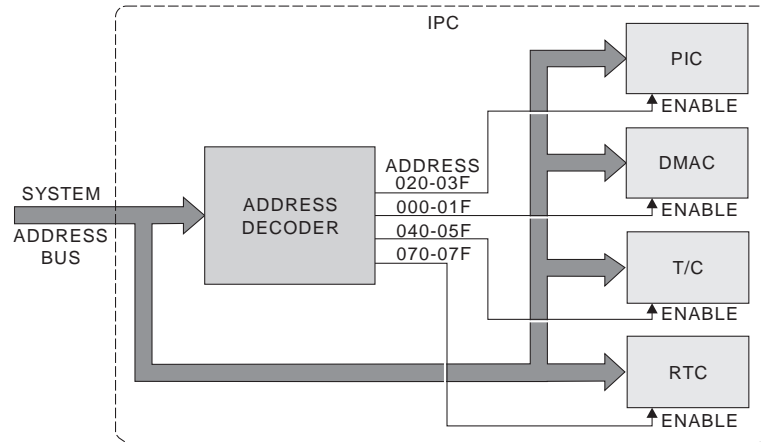 IPC
PIC
ENABLE
DMAC
ENABLE
T/C
ENABLE
RTC
ENABLE
ADDRESS
020-03F
000-01F
040-05F
070-07F
ADDRESS
DECODER
SYSTEM
ADDRESS
BUS